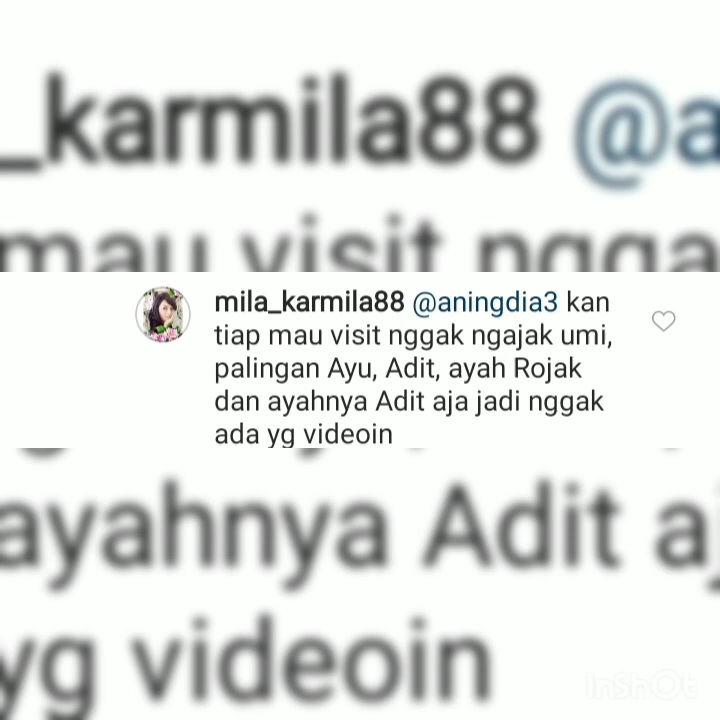 _karmila88 @a
mau visit ngga
mila_karmila88 @aningdia3 kan
tiap mau visit nggak ngajak umi,
palingan Ayu, Adit, ayah Rojak
dan ayahnya Adit aja jadi nggak
ada yg videoin
ayahnya Adit aj
yg videoin
InShOt